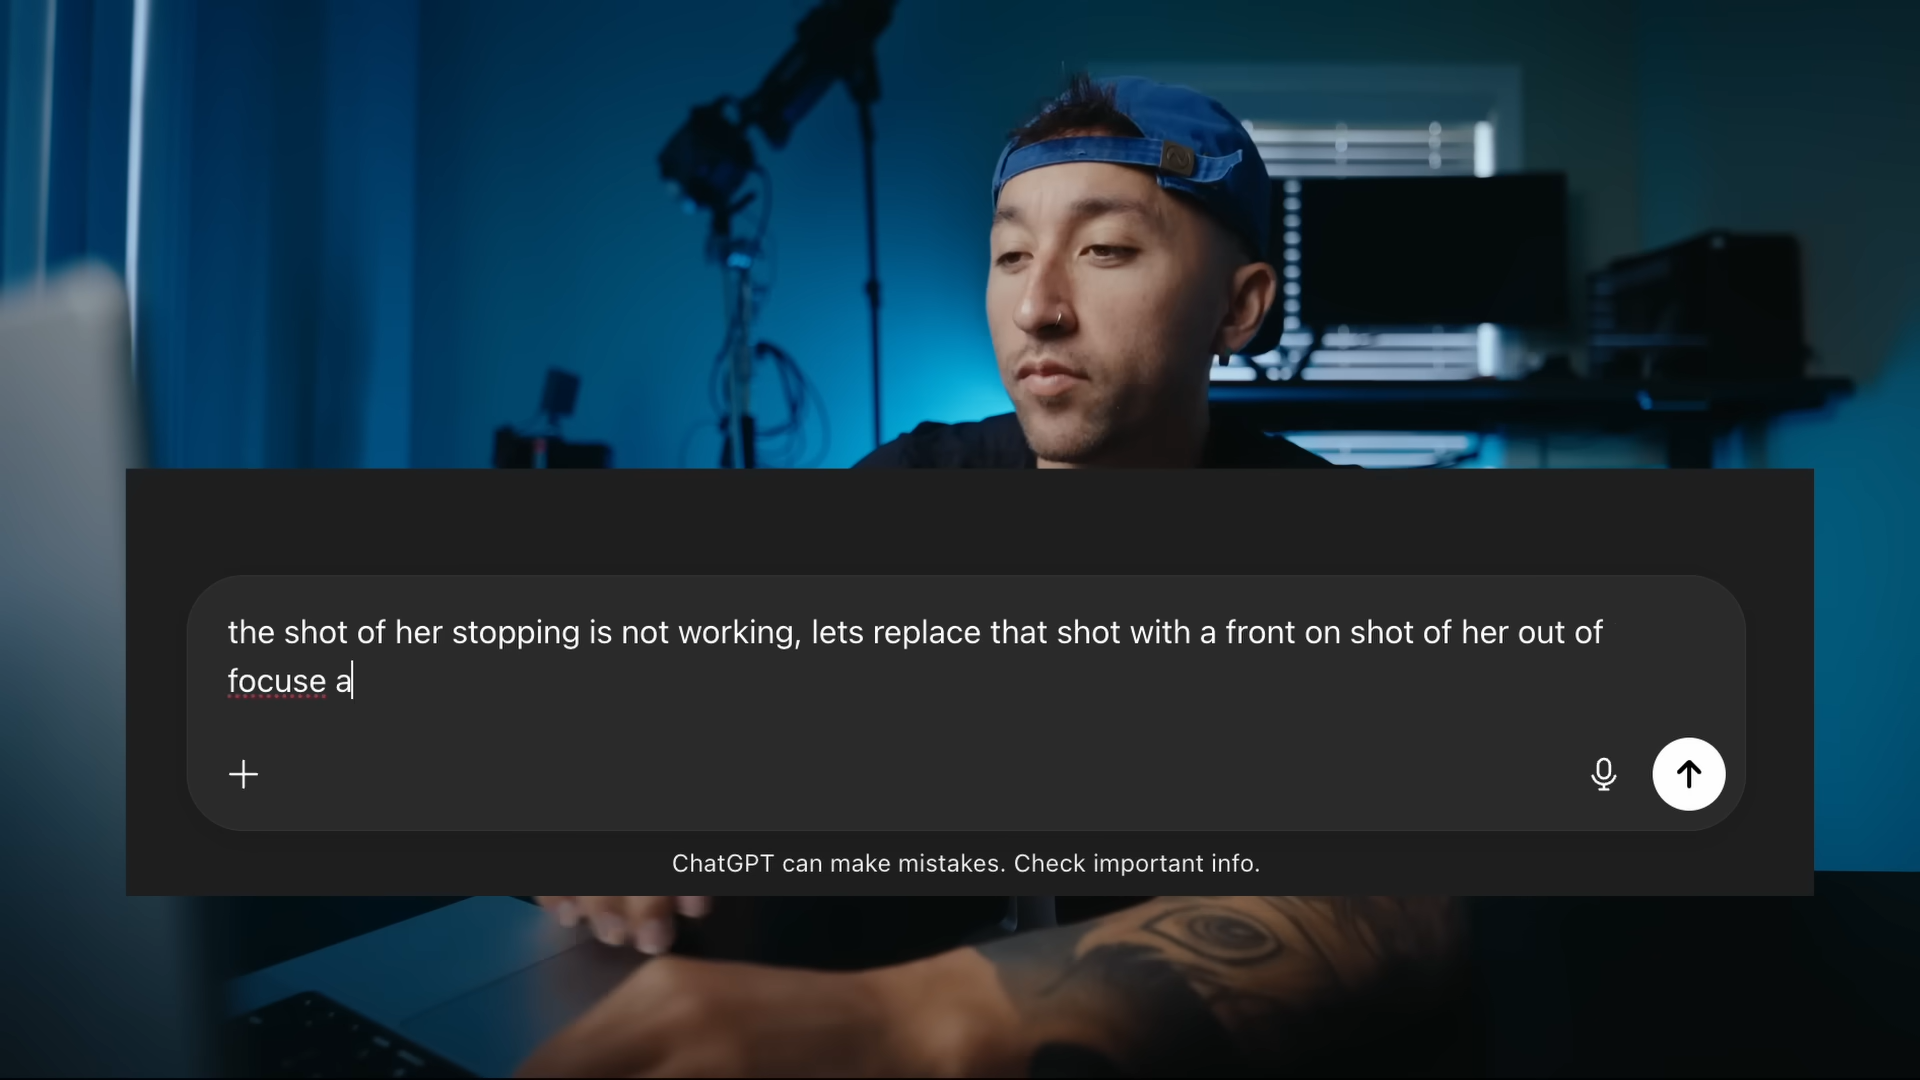 the shot of her stopping is not working, lets replace that shot with a front on shot of her out of
focuse a
ChatGPT can make mistakes. Check important info.